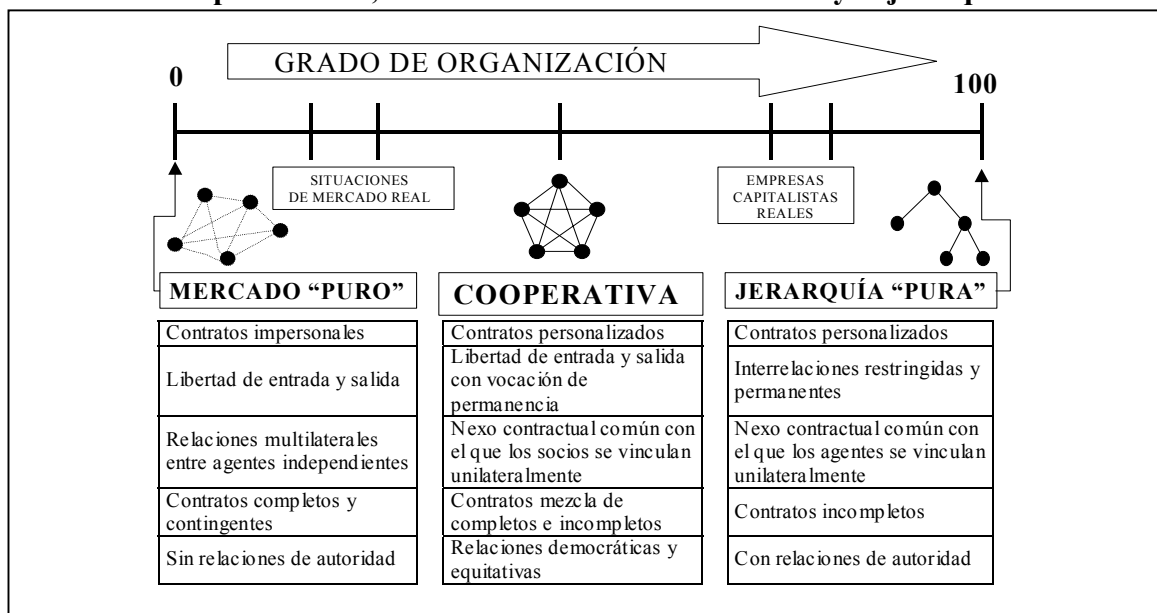 GRADO DE ORGANIZACIÓN
0
100
SITUACIONES
DE MERCADO REAL
EMPRESAS
CAPITALISTAS
REALES
MERCADO “PURO”
Contratos impersonales
Libertad de entrada y salida
Relaciones multilaterales
entre agentes independientes
Contratos completos y
contingentes
Sin relaciones de autoridad
COOPERATIVA
Contratos personalizados
Libertad de entrada y salida
con vocación de
permanencia
Nexo contractual común con
el que los socios se vinculan
unilateralmente
Contratos mezcla de
completos e incompletos
Relaciones democráticas y
equitativas
JERARQUÍA “PURA”
Contratos personalizados
Interrelaciones restringidas y
permanentes
Nexo contractual común con
el que los agentes se vinculan
unilateralmente
Contratos incompletos
Con relaciones de autoridad